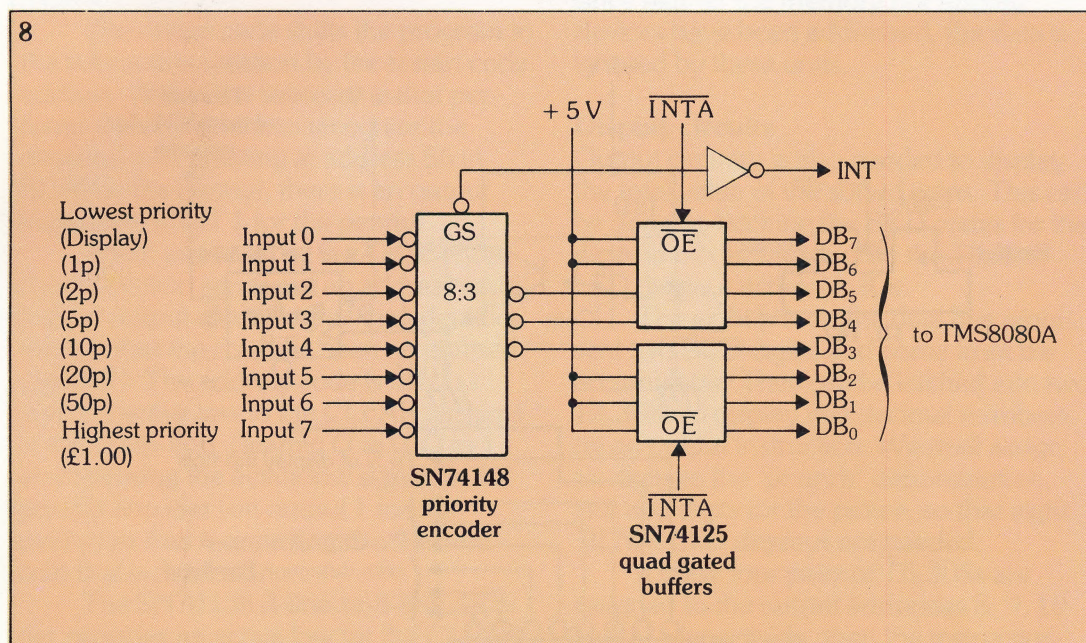 8
+ 5 V
INTA
INT
Lowest priority
(Display)
(1p)
(2p)
(5p)
(10p)
(20p)
(50p)
Highest priority
(£1.00)
Input 0
Input 1
Input 2
Input 3
Input 4
Input 5
Input 6
Input 7
GS
8:3
SN74148
priority
encoder
OE
OE
DB7
DB6
DB5
DB4
DB3
DB2
DB1
DB0
to TMS8080A
INTA
SN74125
quad gated
buffers